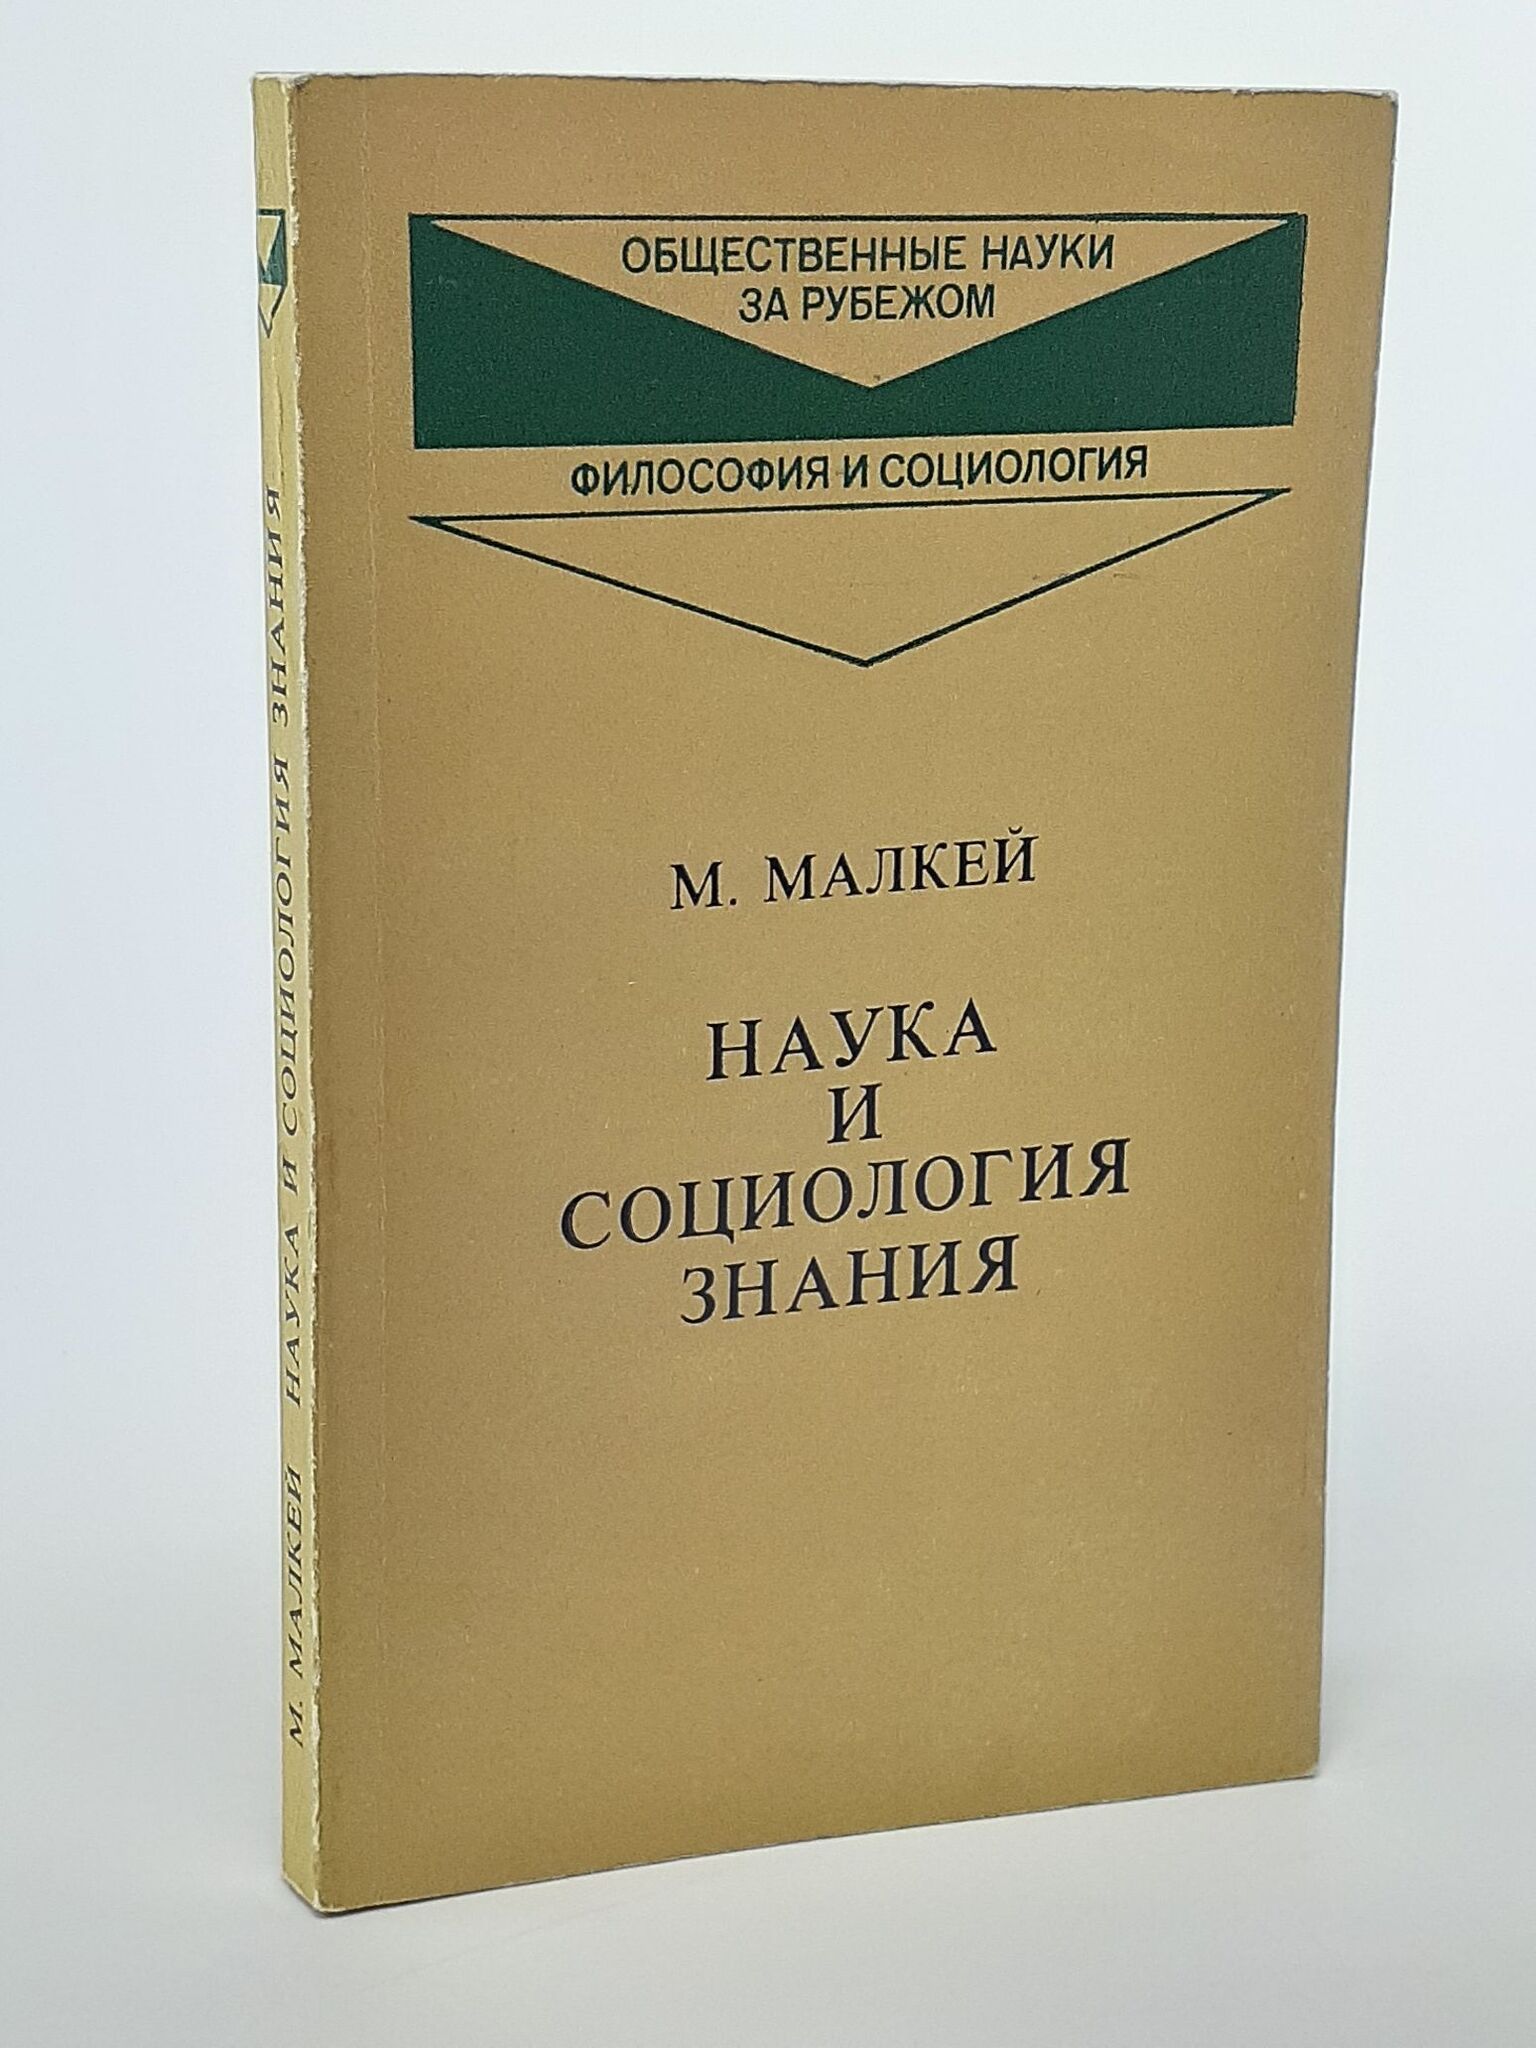 ОБЩЕСТВЕННЫЕ НАУКИ
ЗА РУБЕЖОМ
ФИЛОСОФИЯ И СОЦИОЛОГИЯ
М. МАЛКЕЙ
НАУКА
И
СОЦИОЛОГИЯ
ЗНАНИЯ
М. МАЛКЕЙ НАУКА И СОЦИОЛОГИЯ ЗНАНИЯ